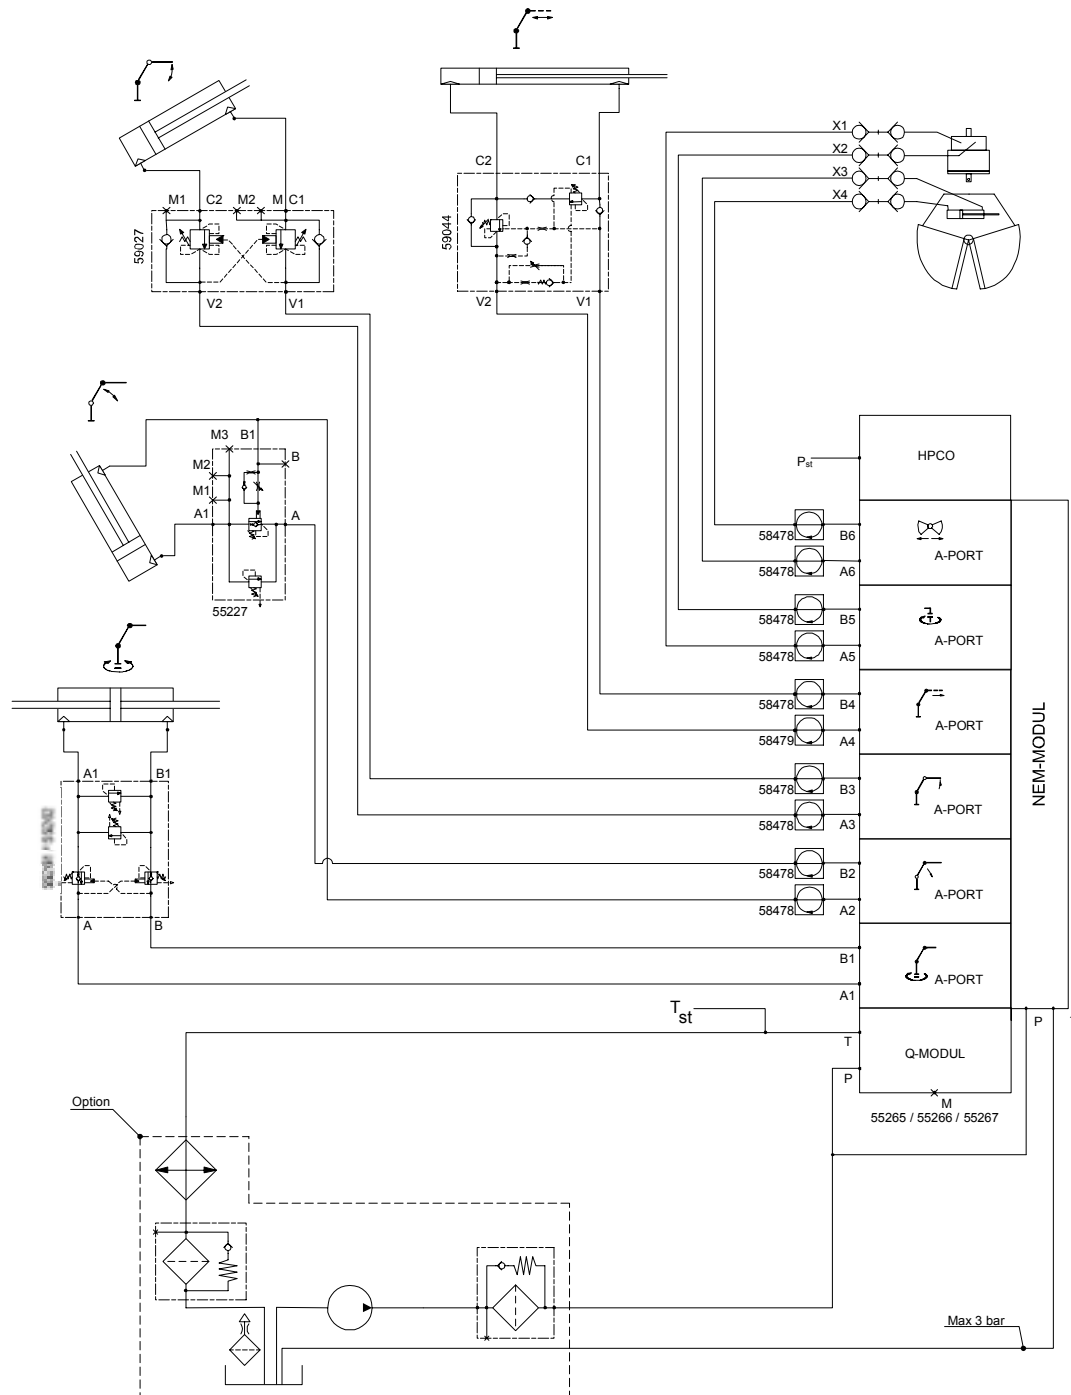 X1
X2
X3
X4
C2
C1
59044
V2
V1
M1
C2
M2
M
C1
59027
V2
V1
M3
B1
B
M2
M1
A1
A
55227
HPCO
Pst
58478
B6
A-PORT
58478
A6
58478
B5
A-PORT
58478
A5
58478
B4
A-PORT
58479
A4
58478
B3
A-PORT
58478
A3
58478
B2
A-PORT
58478
A2
B1
A-PORT
A1
NEM-MODUL
A1
B1
A
B
Tst
T
Q-MODUL
P
P
M
55265 / 55266 / 55267
Option
Max 3 bar